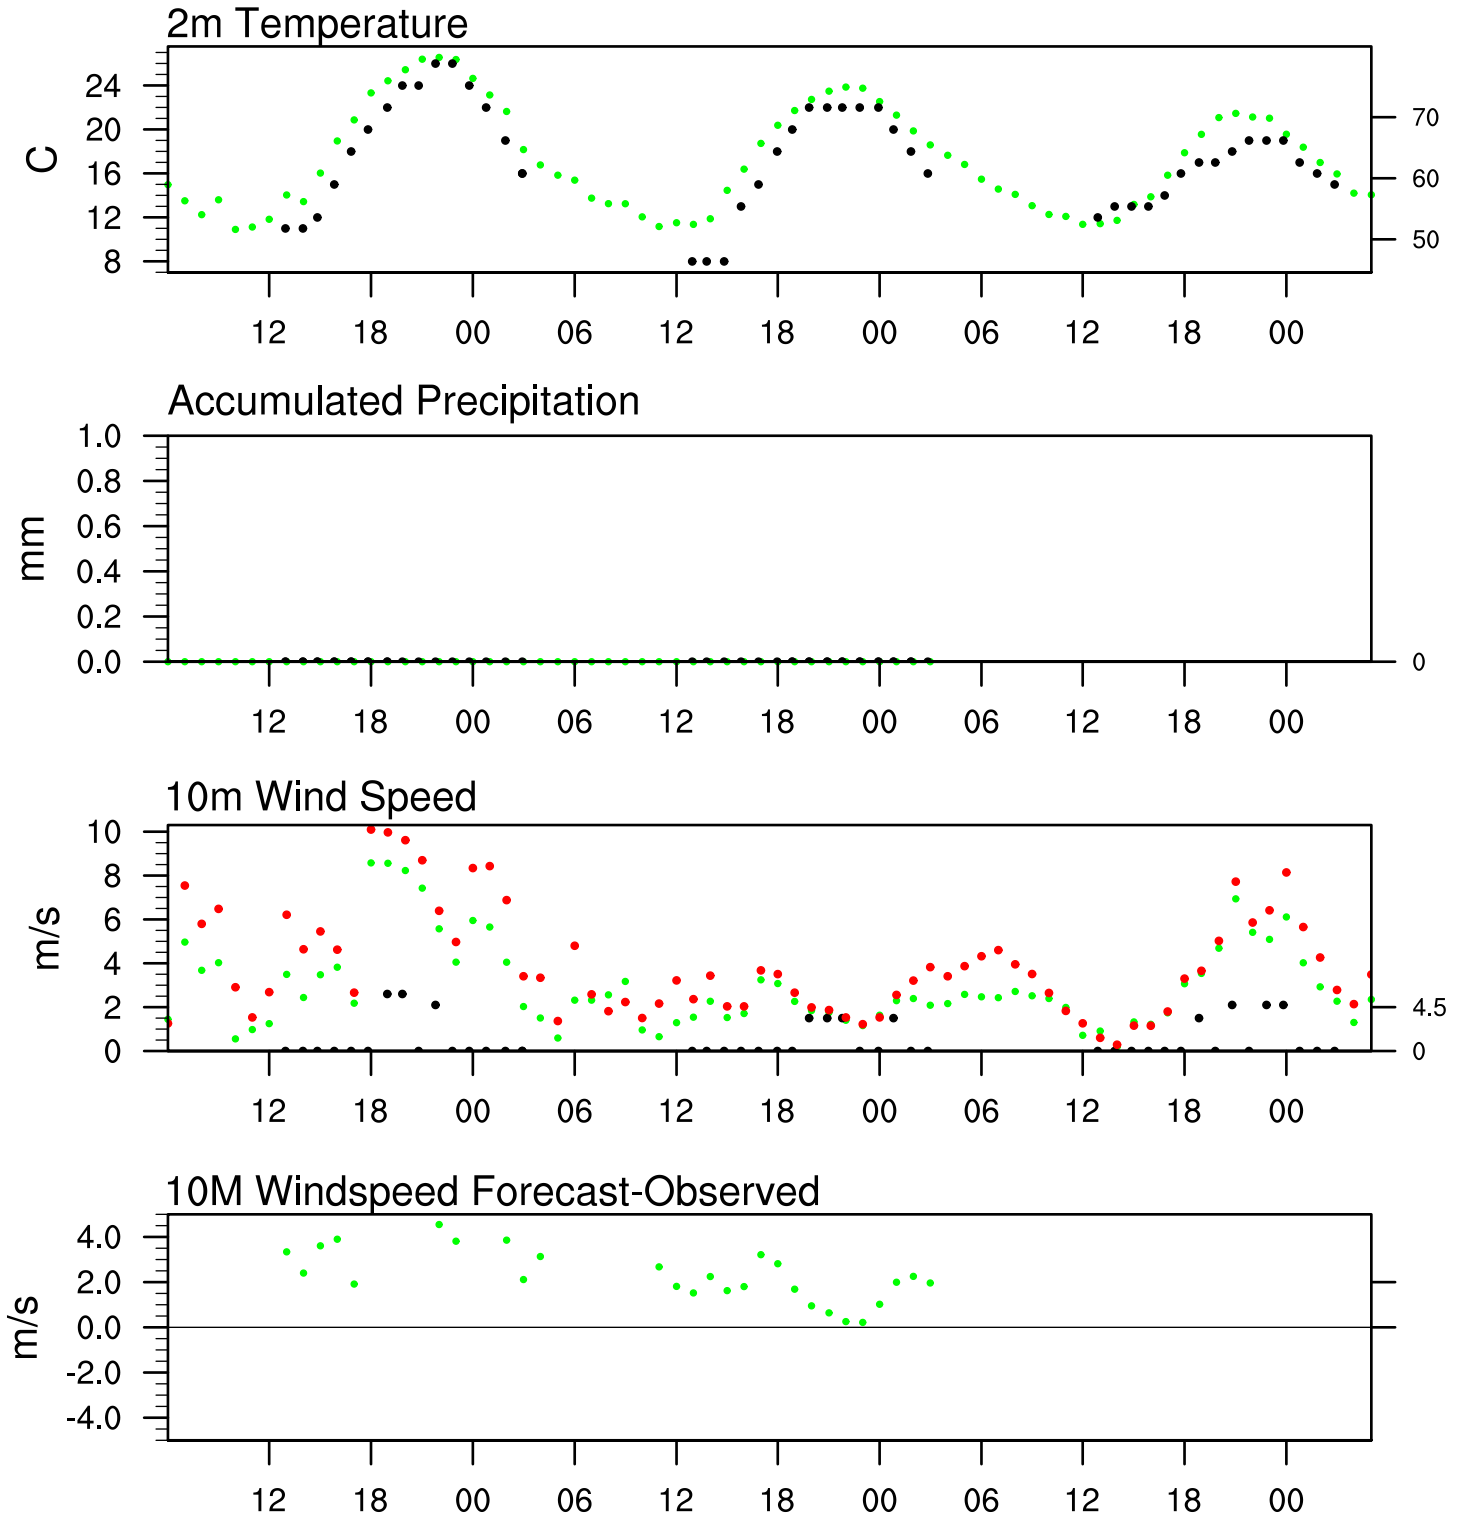 2m Temperature
C
24
20
16
12
8
70
60
50
12 18 00 06 12 18 00 06 12 18 00
Accumulated Precipitation
mm
1.0
0.8
0.6
0.4
0.2
0.0
0
12 18 00 06 12 18 00 06 12 18 00
10m Wind Speed
m/s
10
8
6
4
2
0
4.5
0
12 18 00 06 12 18 00 06 12 18 00
10M Windspeed Forecast-Observed
m/s
4.0
2.0
0.0
-2.0
-4.0
12 18 00 06 12 18 00 06 12 18 00